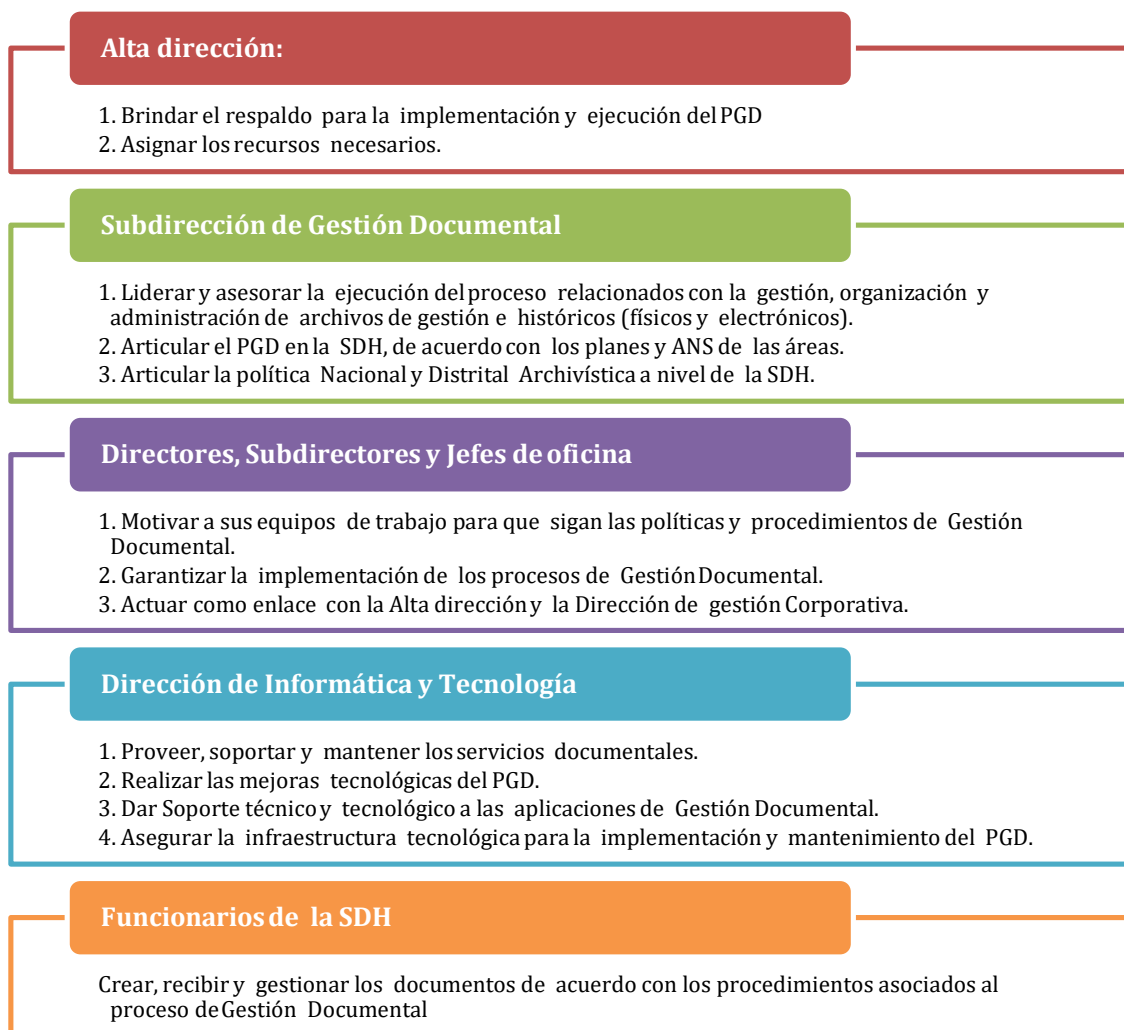 Alta dirección:
1. Brindar el respaldo para la implementación y ejecución del PGD
2. Asignar los recursos necesarios.
Subdirección de Gestión Documental
1. Liderar y asesorar la ejecución del proceso relacionados con la gestión, organización y
administración de archivos de gestión e históricos (físicos y electrónicos).
2. Articular el PGD en la SDH, de acuerdo con los planes y ANS de las áreas.
3. Articular la política Nacional y Distrital Archivística a nivel de la SDH.
Directores, Subdirectores y Jefes de oficina
1. Motivar a sus equipos de trabajo para que sigan las políticas y procedimientos de Gestión
Documental.
2. Garantizar la implementación de los procesos de Gestión Documental.
3. Actuar como enlace con la Alta dirección y la Dirección de gestión Corporativa.
Dirección de Informática y Tecnología
1. Proveer, soportar y mantener los servicios documentales.
2. Realizar las mejoras tecnológicas del PGD.
3. Dar Soporte técnico y tecnológico a las aplicaciones de Gestión Documental.
4. Asegurar la infraestructura tecnológica para la implementación y mantenimiento del PGD.
Funcionarios de la SDH
Crear, recibir y gestionar los documentos de acuerdo con los procedimientos asociados al
proceso de Gestión Documental